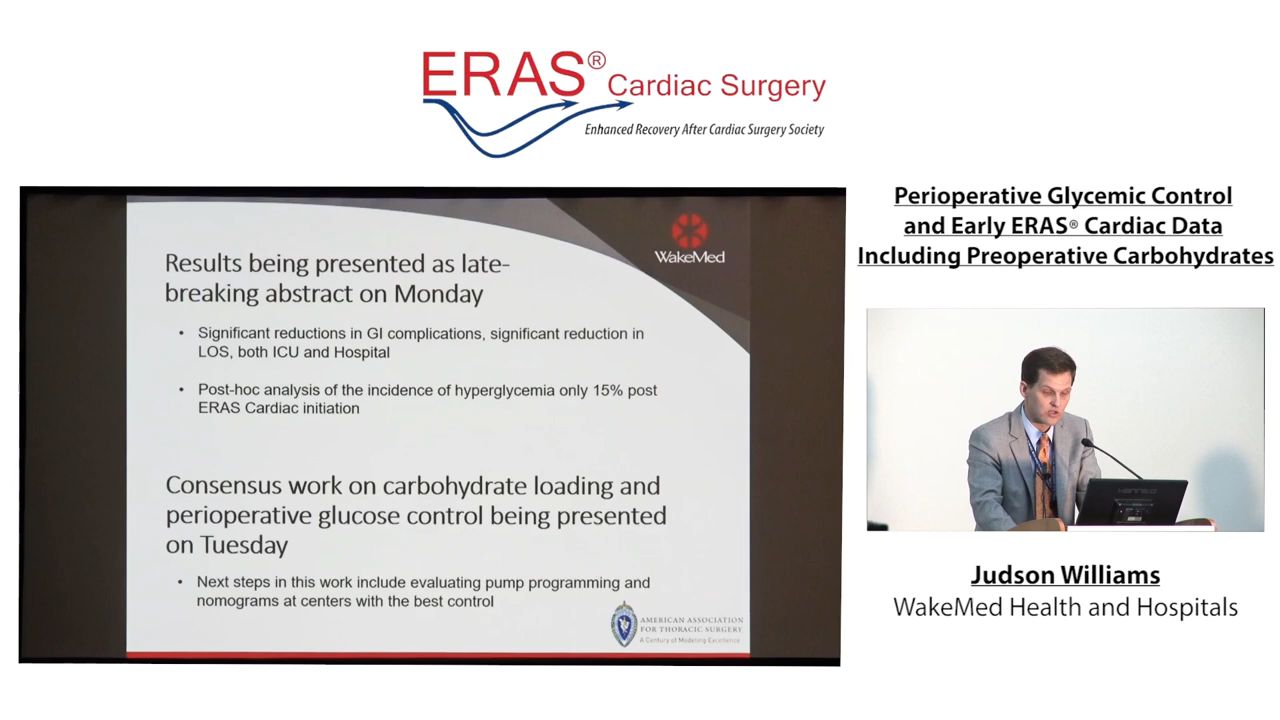 ERAS® Cardiac Surgery
Enhanced Recovery After Cardiac Surgery Society
WakeMed
Results being presented as late-
breaking abstract on Monday
• Significant reductions in GI complications, significant reduction in
LOS, both ICU and Hospital
• Post-hoc analysis of the incidence of hyperglycemia only 15% post
ERAS Cardiac initiation
Consensus work on carbohydrate loading and
perioperative glucose control being presented
on Tuesday
• Next steps in this work include evaluating pump programming and
nomograms at centers with the best control
AMERICAN ASSOCIATION
FOR THORACIC SURGERY
A Century of Modeling Excellence
Perioperative Glycemic Control
and Early ERAS® Cardiac Data
Including Preoperative Carbohydrates
Judson Williams
WakeMed Health and Hospitals